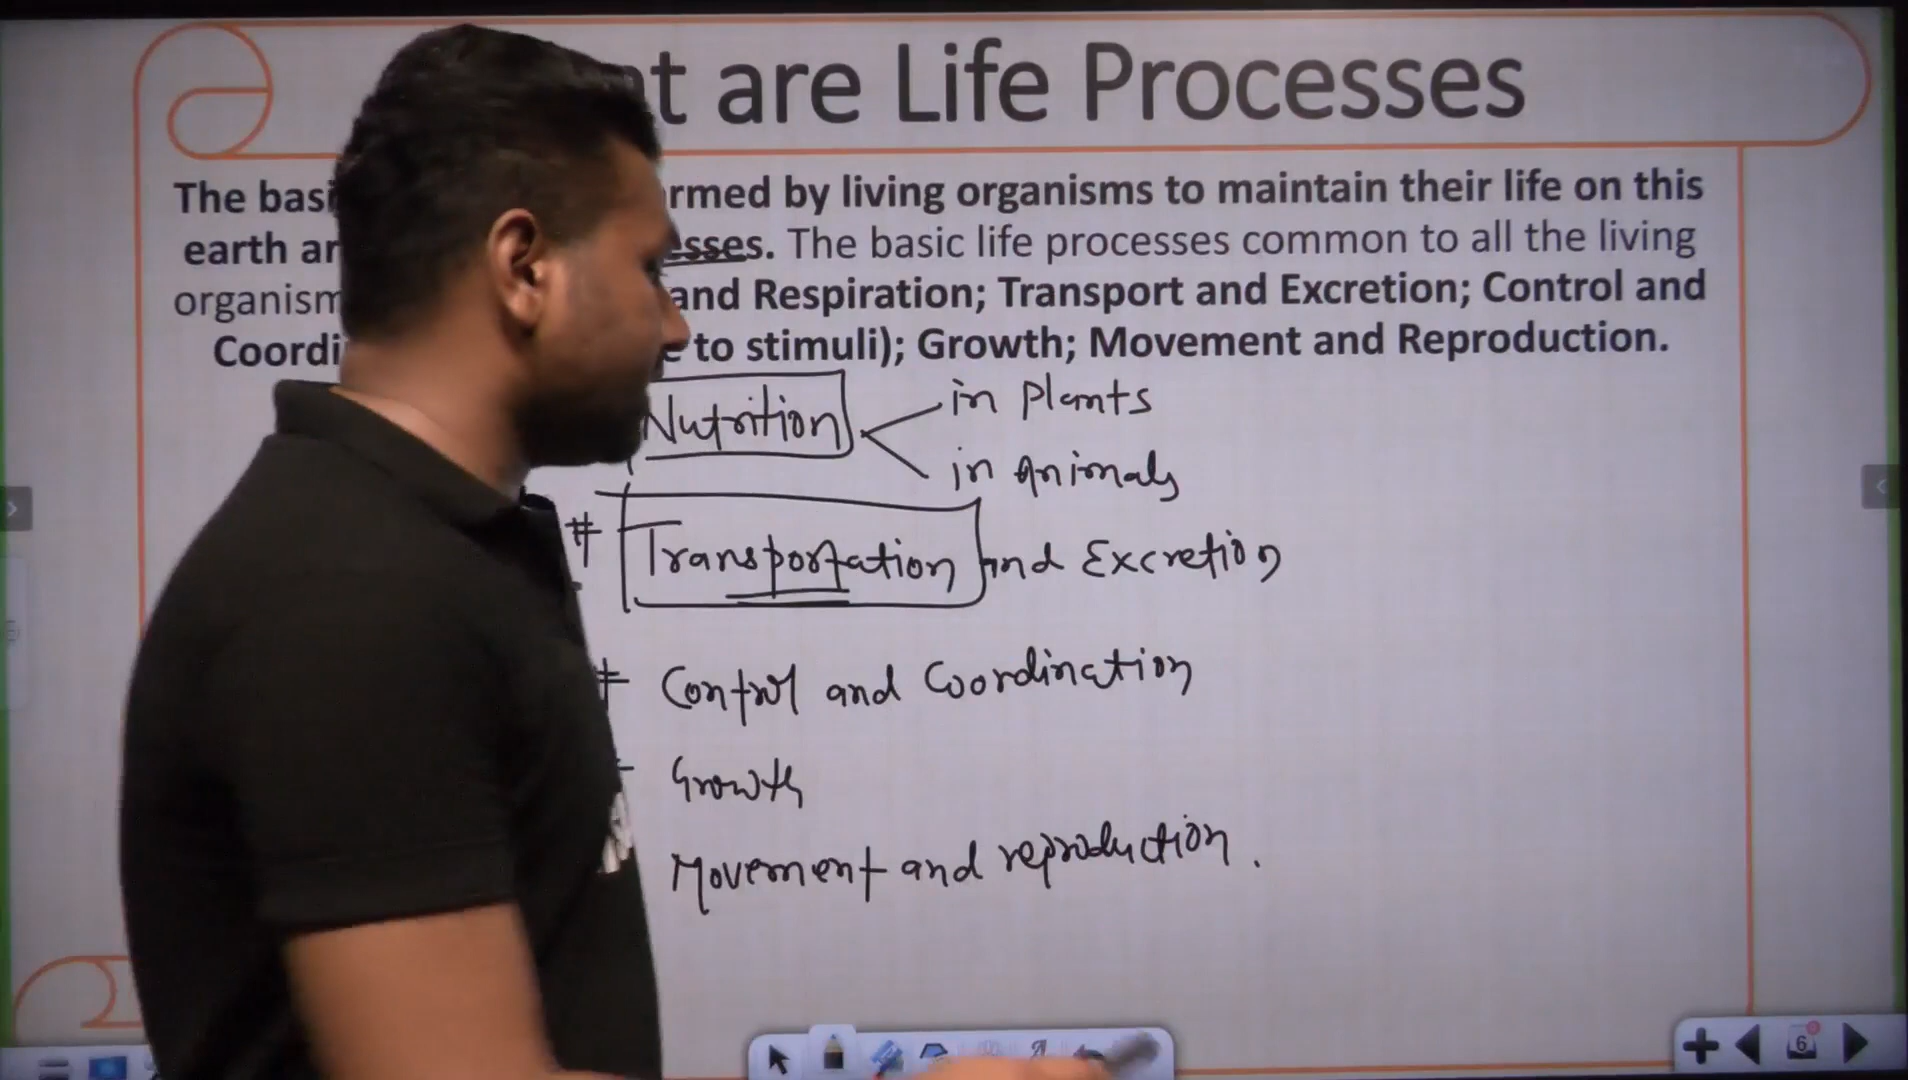 at are Life Processes
The basi rmed by living organisms to maintain their life on this
earth ar esses. The basic life processes common to all the living
organism and Respiration; Transport and Excretion; Control and
Coordi e to stimuli); Growth; Movement and Reproduction.
Nutrition
in Plants
in animals
# Transportation and Excretion
# Control and Coordination
Growth
Movement and reproduction.
6